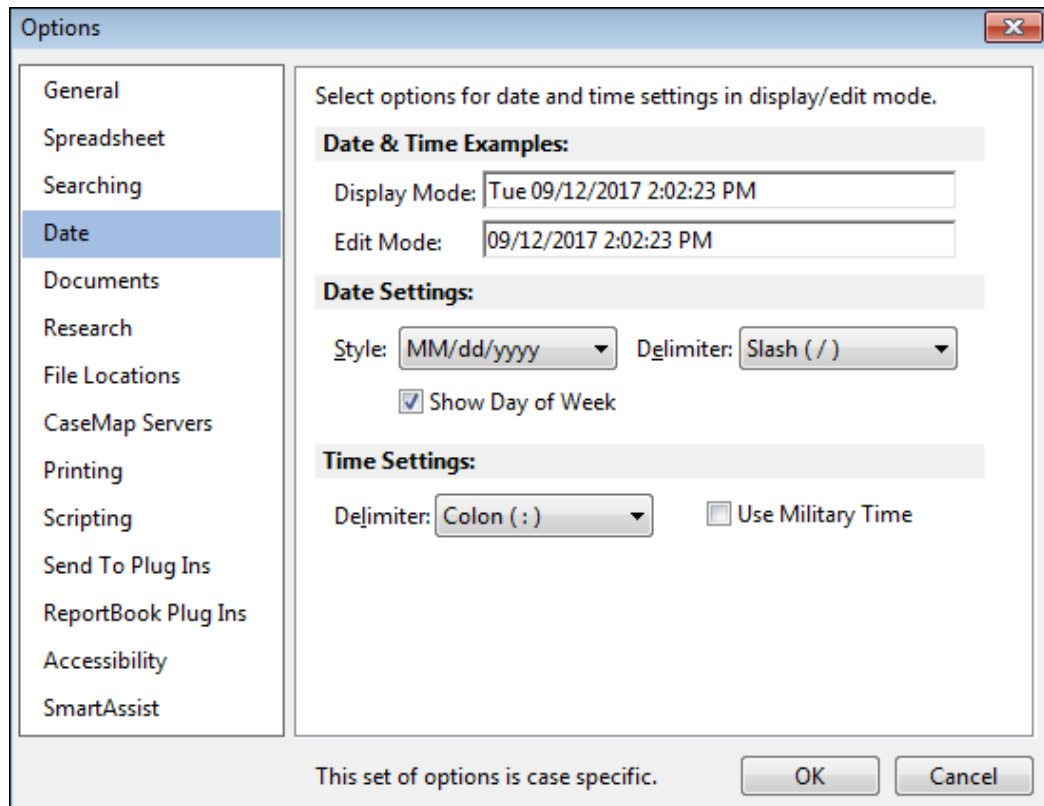 Options
General
Spreadsheet
Searching
Date
Documents
Research
File Locations
CaseMap Servers
Printing
Scripting
Send To Plug Ins
ReportBook Plug Ins
Accessibility
SmartAssist
Select options for date and time settings in display/edit mode.
Date & Time Examples:
Display Mode: Tue 09/12/2017 2:02:23 PM
Edit Mode: 09/12/2017 2:02:23 PM
Date Settings:
Style: MM/dd/yyyy Delimiter: Slash ( / )
Show Day of Week
Time Settings:
Delimiter: Colon ( : ) Use Military Time
This set of options is case specific. OK Cancel